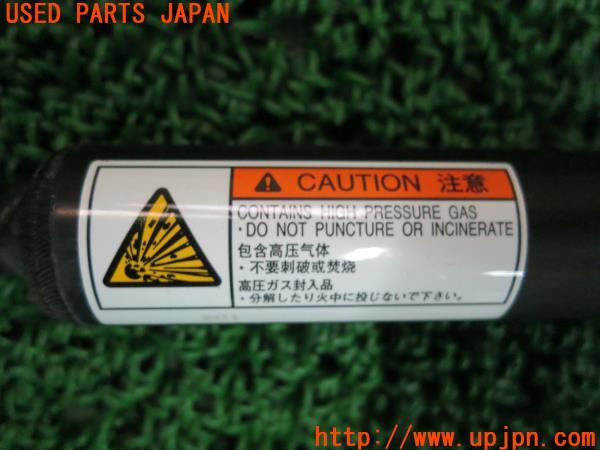 USED PARTS JAPAN
CAUTION 注意
CONTAINS HIGH PRESSURE GAS
・DO NOT PUNCTURE OR INCINERATE
包含高压气体
・不要刺破或焚烧
高圧ガス封入品
・分解したり火中に投じないで下さい。
http://www.upjpn.com